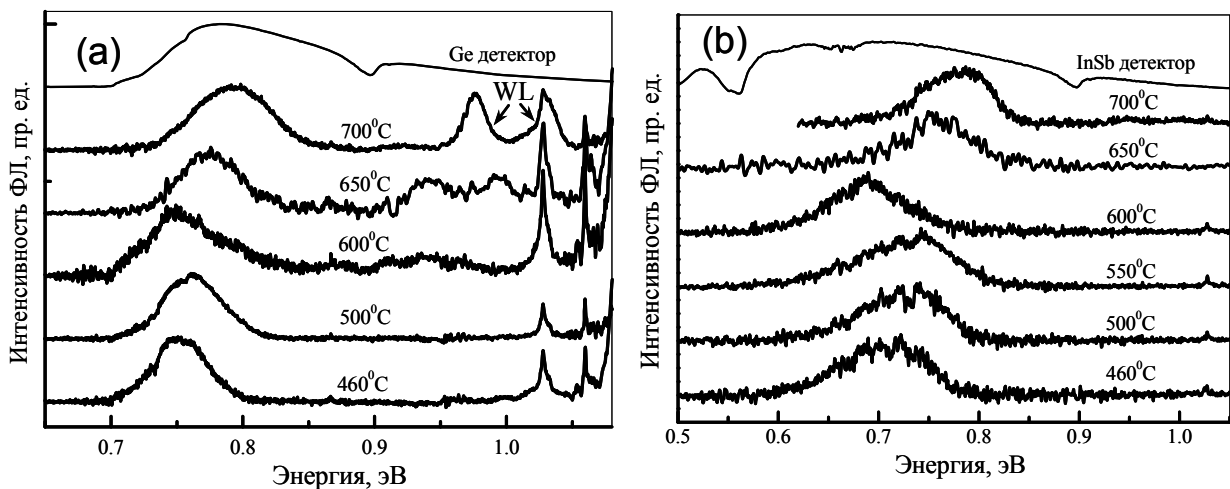 (a)
Ge детектор
WL
700⁰C
650⁰C
600⁰C
500⁰C
460⁰C
Интенсивность ФЛ, пр. ед.
0.7 0.8 0.9 1.0
Энергия, эВ
(b)
InSb детектор
700⁰C
650⁰C
600⁰C
550⁰C
500⁰C
460⁰C
Интенсивность ФЛ, пр. ед.
0.5 0.6 0.7 0.8 0.9 1.0
Энергия, эВ